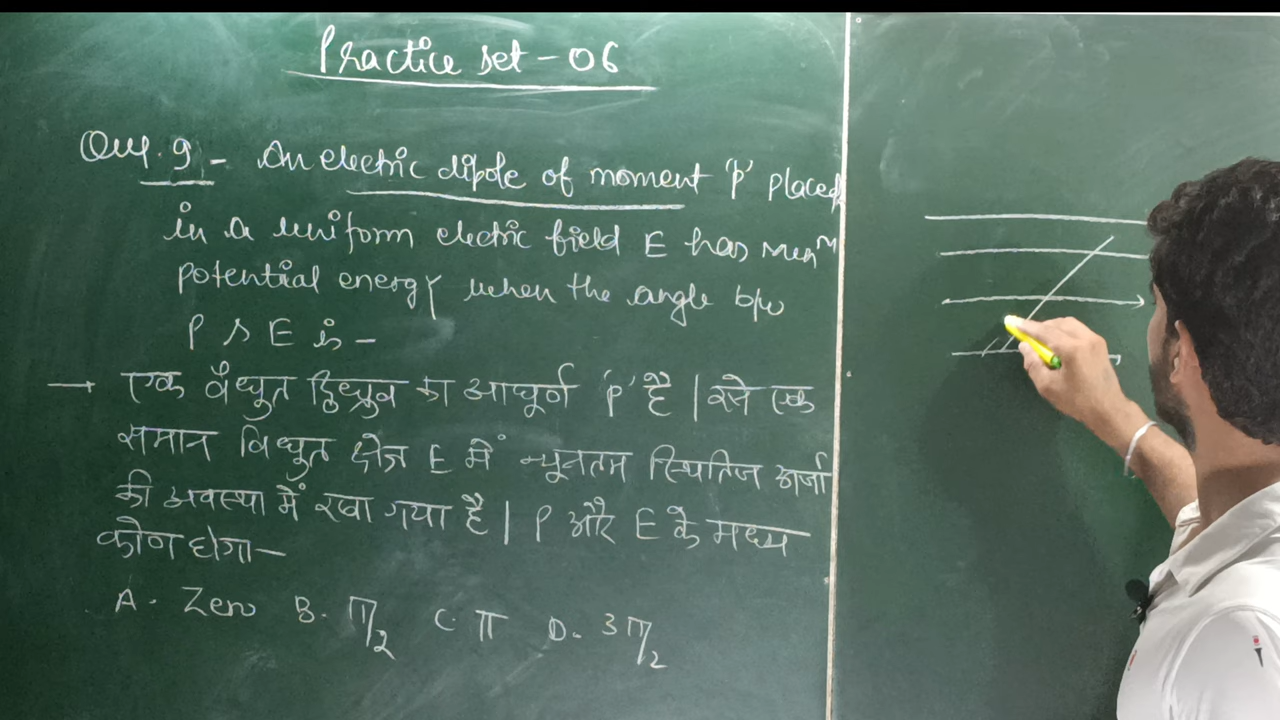 Practice set - 06
Que. 9 - An electric dipole of moment 'p' placed
in a uniform electric field E has minm
potential energy when the angle b/w
P & E is -
→ एक वैधुत द्विध्रुव का आघूर्ण 'p' है | इसे एक
समान विधुत क्षेत्र E में न्यूनतम स्थितिज ऊर्जा
की अवस्था में रखा गया है | P और E के मध्य
कोण होगा -
A. Zero B. π/2 C. π D. 3π/2